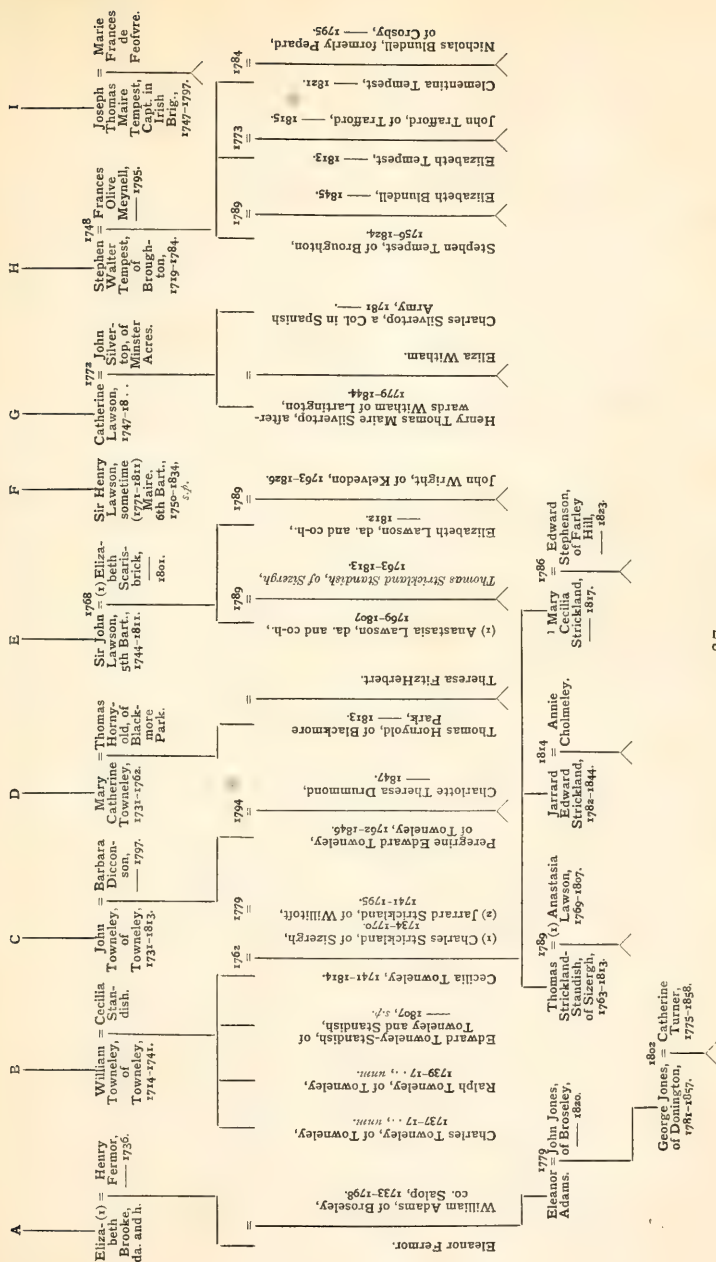 A
Eliza- (1) = Henry
beth Fermor,
Brooke, —— 1736.
da. and h.
Eleanor Fermor.
=
William Adams, of Broseley,
co. Salop, 1733-1798.
1779
Eleanor = John Jones,
Adams. of Broseley,
—— 1820.
1802
George Jones, = Catherine
of Donington, Turner,
1781-1857. 1775-1858.
B
William = Cecilia
Towneley, Stan-
of dish.
Towneley,
1714-1741.
Charles Towneley, of Towneley,
1737-17 . ., unm.
Ralph Towneley, of Towneley,
1739-17 . ., unm.
Edward Towneley-Standish, of
Towneley and Standish,
—— 1807, s.p.
Cecilia Towneley, 1741-1814.
1762 = 1779
(1) Charles Strickland, of Sizergh,
1734-1770.
(2) Jarrard Strickland, of Willitoft,
1741-1795.
1789
Thomas = (1) Anastasia
Strickland- Lawson,
Standish, 1769-1807.
of Sizergh,
1763-1813.
1814
Jarrard = Annie
Edward Cholmeley.
Strickland,
1782-1844.
1786
Mary = Edward
Cecilia Stephenson,
Strickland, of Farley
—— 1817. Hill,
—— 1823.
C
John = Barbara
Towneley, Diccon-
of son,
Towneley, —— 1797.
1731-1813.
Peregrine Edward Towneley,
of Towneley, 1762-1846.
1794
=
Charlotte Theresa Drummond,
—— 1847.
D
Mary = Thomas
Catherine Horny-
Towneley, old, of
1731-1762. Black-
more
Park.
Thomas Hornyold, of Blackmore
Park, —— 1813.
=
Theresa FitzHerbert.
E
1768
Sir John = (1) Eliza-
Lawson, beth
5th Bart., Scaris-
1744-1811. brick,
—— 1801.
(1) Anastasia Lawson, da. and co-h.,
1769-1807
1789
=
Thomas Strickland Standish, of Sizergh,
1763-1813.
Elizabeth Lawson, da. and co-h.,
—— 1812.
1789
=
John Wright, of Kelvedon, 1763-1826.
F
Sir Henry
Lawson,
sometime
(1771-1811)
Maire.
6th Bart.,
1750-1834,
s.p.
G
1772
Catherine = John
Lawson, Silver-
1747-18 . . top, of
Minster
Acres.
Henry Thomas Maire Silvertop, after-
wards Witham of Lartington,
1779-1844.
=
Eliza Witham.
Charles Silvertop, a Col. in Spanish
Army, 1781 ——.
H
1748
Stephen = Frances
Walter Olive
Tempest, Meynell,
of —— 1795.
Brough-
ton,
1719-1784.
Stephen Tempest, of Broughton,
1756-1824.
1789
=
Elizabeth Blundell, —— 1845.
Elizabeth Tempest, —— 1813.
1773
=
John Trafford, of Trafford, —— 1815.
Clementina Tempest, —— 1821.
1784
=
Nicholas Blundell, formerly Pepard,
of Crosby, —— 1795.
I
Joseph = Marie
Thomas Frances
Maire de
Tempest, Feofvre.
Capt. in
Irish
Brig.,
1747-1797.
37